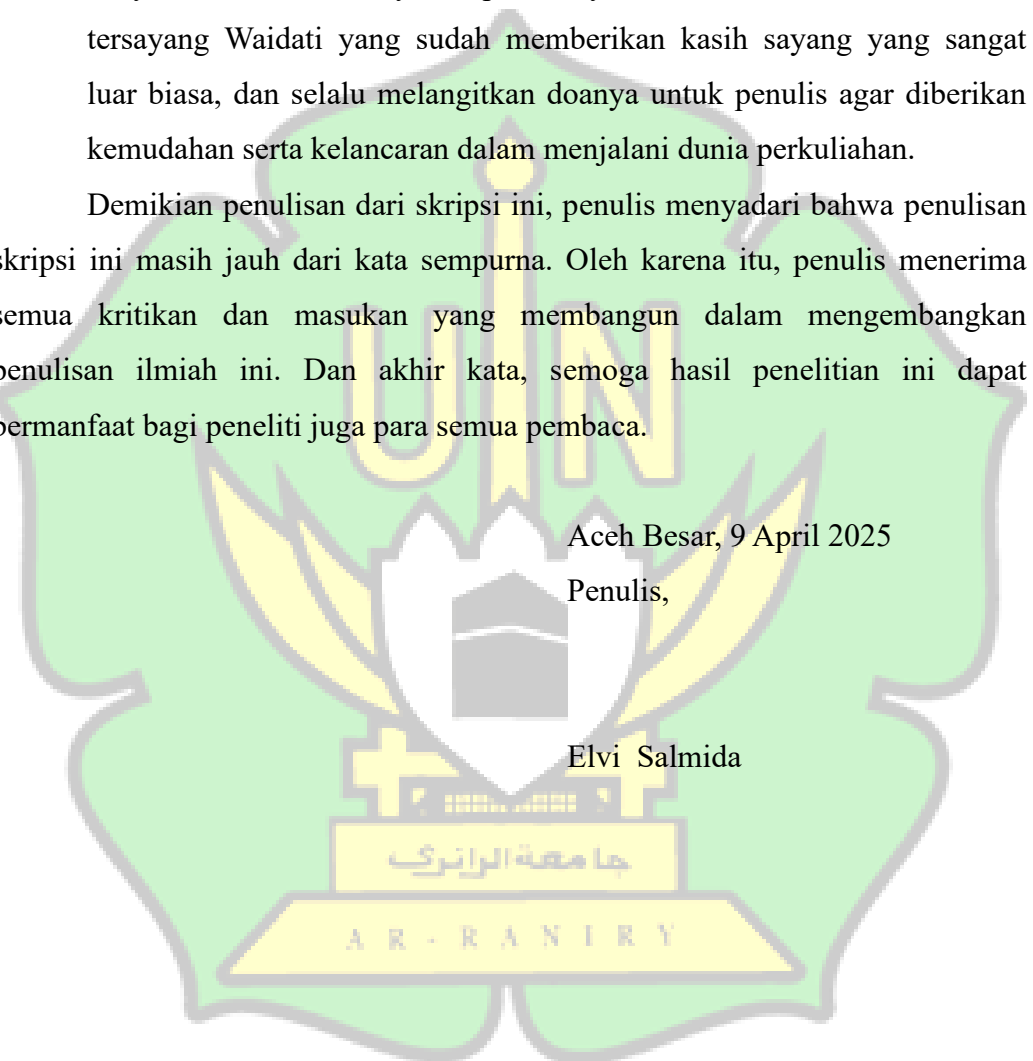 tersayang Waidati yang sudah memberikan kasih sayang yang sangat
luar biasa, dan selalu melangitkan doanya untuk penulis agar diberikan
kemudahan serta kelancaran dalam menjalani dunia perkuliahan.
Demikian penulisan dari skripsi ini, penulis menyadari bahwa penulisan
skripsi ini masih jauh dari kata sempurna. Oleh karena itu, penulis menerima
semua kritikan dan masukan yang membangun dalam mengembangkan
penulisan ilmiah ini. Dan akhir kata, semoga hasil penelitian ini dapat
bermanfaat bagi peneliti juga para semua pembaca.
UIN
Aceh Besar, 9 April 2025
Penulis,
Elvi Salmida
جامعة الرانري
AR-RANIRY